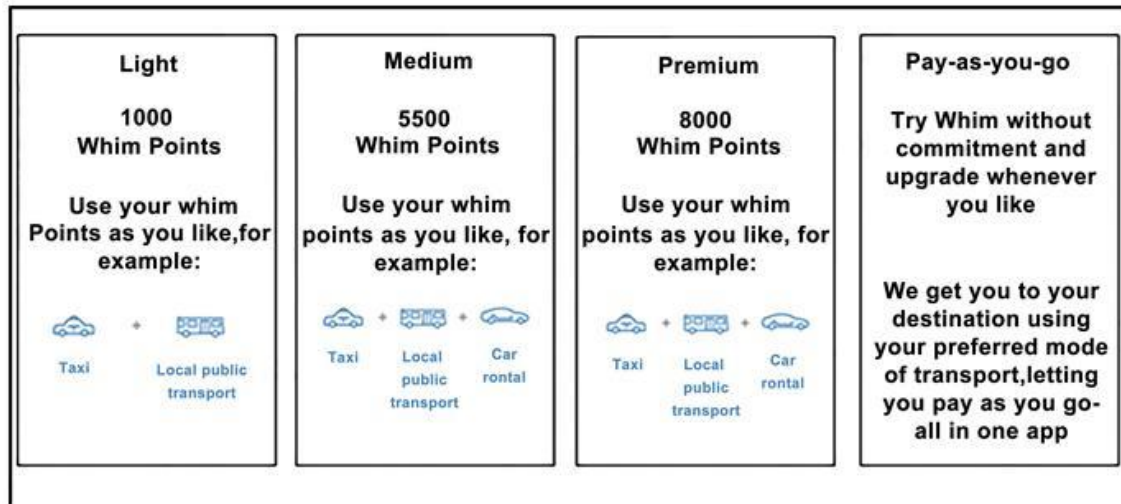 Light
1000
Whim Points
Use your whim
Points as you like,for
example:
Taxi
Local public
transport
Medium
5500
Whim Points
Use your whim
points as you like, for
example:
Taxi
Local
public
transport
Car
rontal
Premium
8000
Whim Points
Use your whim
points as you like, for
example:
Taxi
Local
public
transport
Car
rontal
Pay-as-you-go
Try Whim without
commitment and
upgrade whenever
you like
We get you to your
destination using
your preferred mode
of transport,letting
you pay as you go-
all in one app